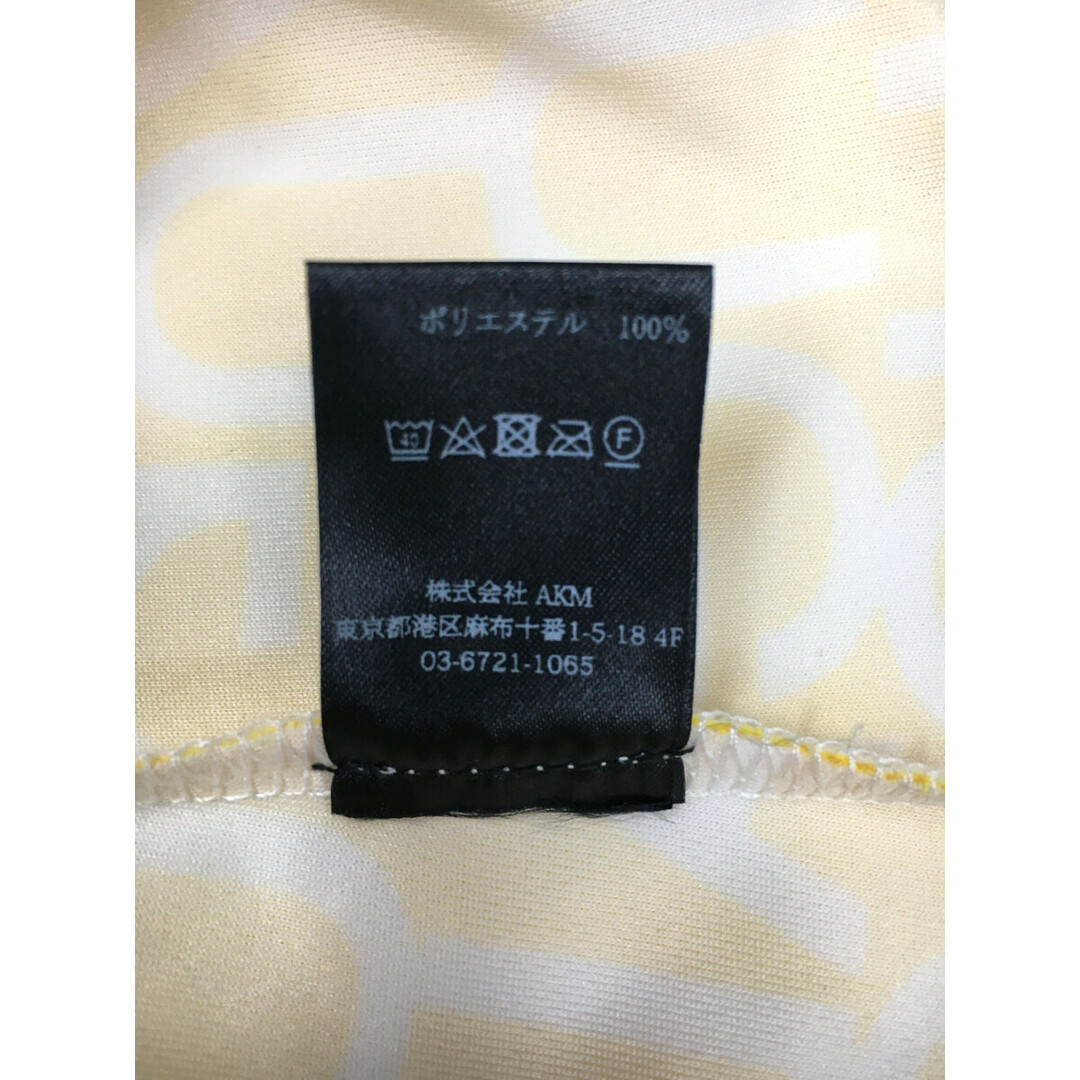 ポリエステル 100%
40 F
株式会社 AKM
東京都港区麻布十番1-5-18 4F
03-6721-1065